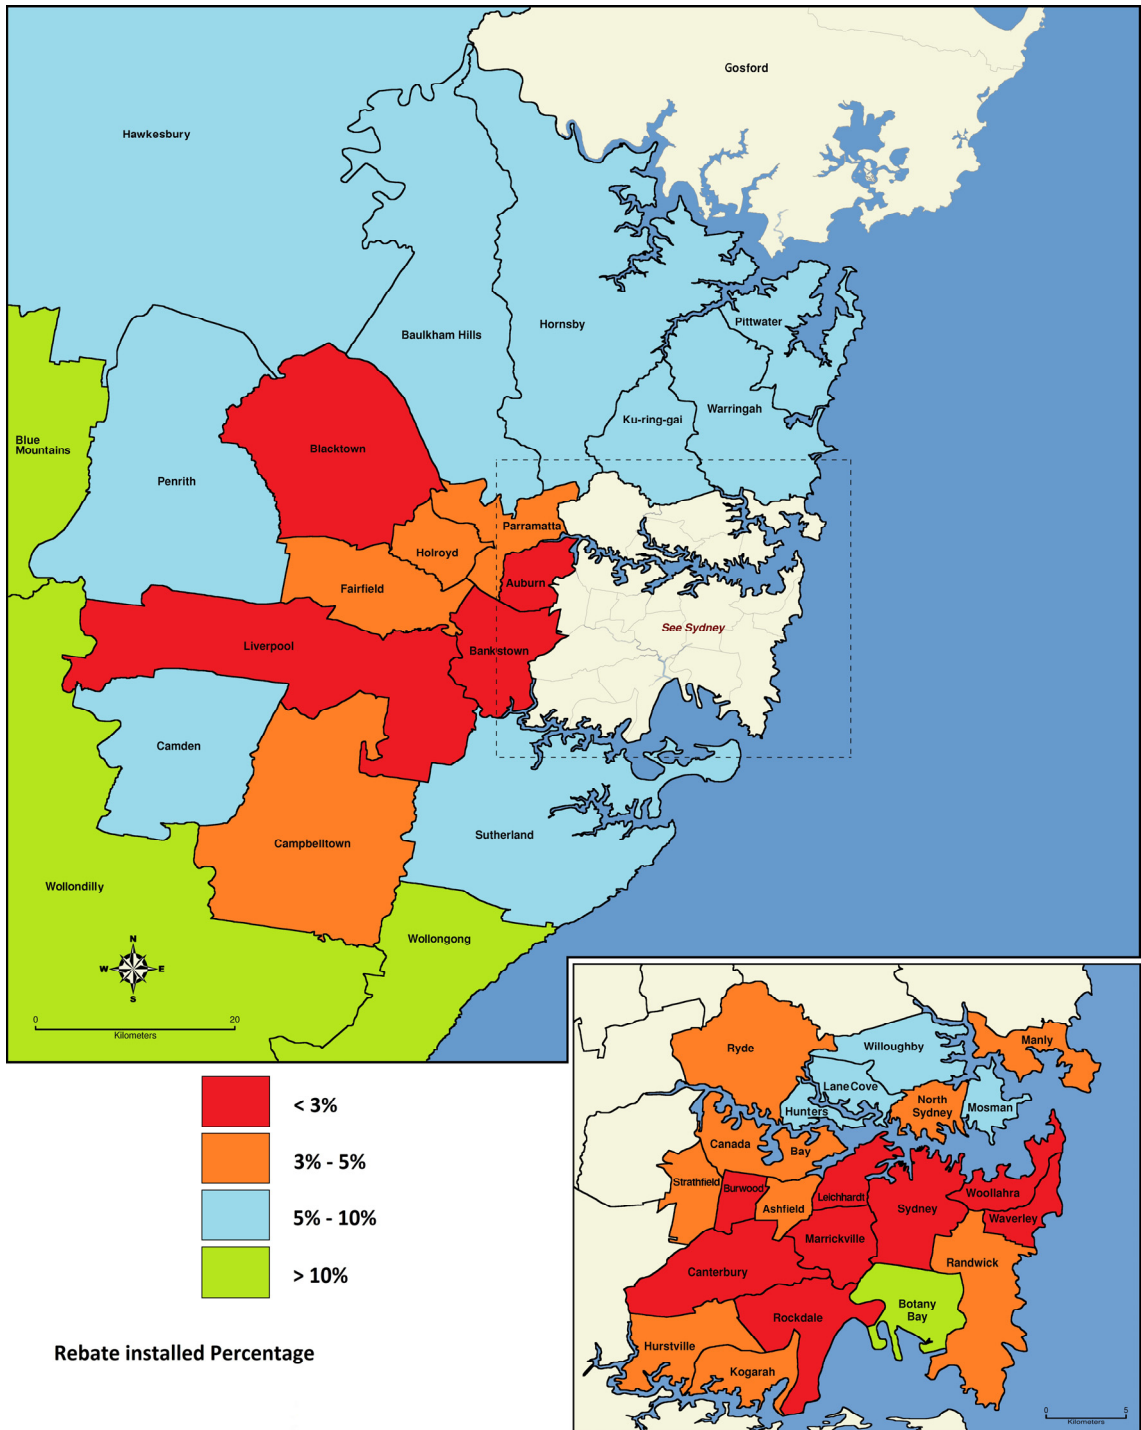 Gosford
Hawkesbury
Pittwater
Hornsby
Baulkham Hills
Warringah
Ku-ring-gai
Blue
Mountains
Blacktown
Penrith
Parramatta
Holroyd
Auburn
Fairfield
See Sydney
Liverpool
Bankstown
Camden
Sutherland
Campbelltown
Wollondilly
Wollongong
N
W E
S
0 20
Kilometers
< 3%
3% - 5%
5% - 10%
> 10%
Rebate installed Percentage
Ryde
Willoughby
Manly
Lane Cove
Hunters
North
Sydney
Mosman
Canada
Bay
Strathfield
Burwood
Leichhardt
Ashfield
Woollahra
Sydney
Waverley
Marrickville
Randwick
Canterbury
Botany
Bay
Rockdale
Hurstville
Kogarah
0 5
Kilometers